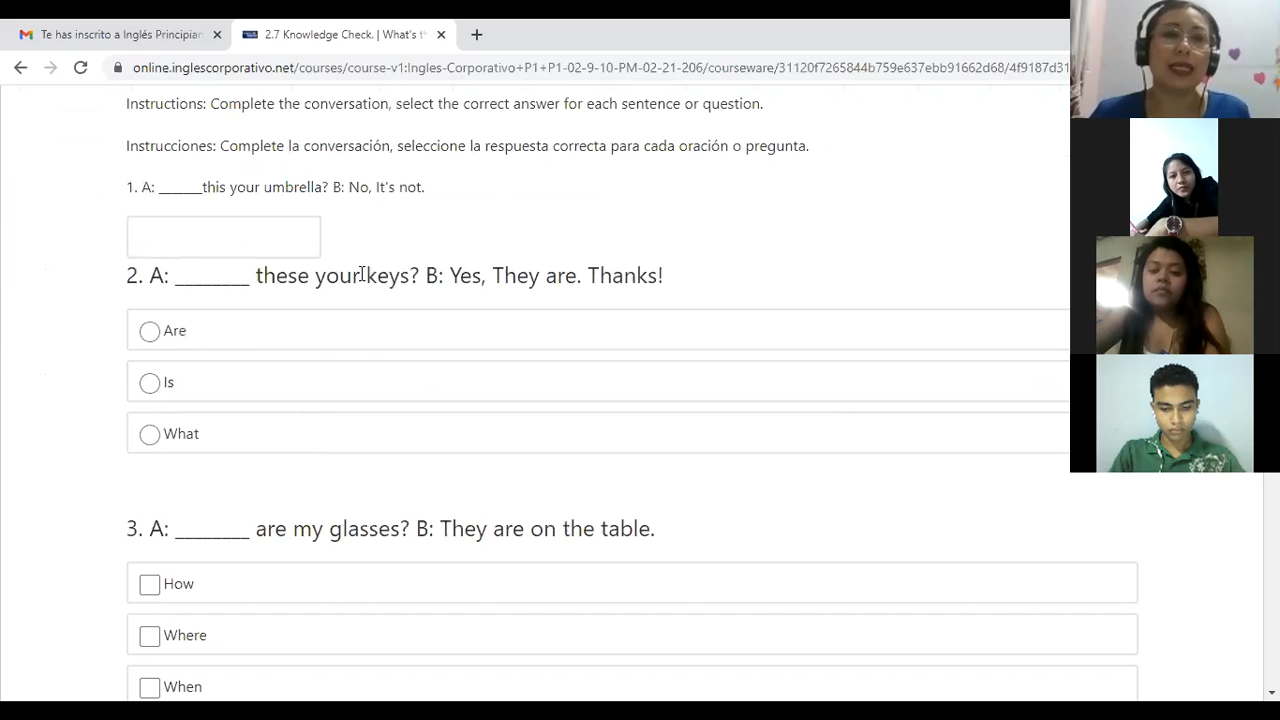 Te has inscrito a Inglés Principian
2.7 Knowledge Check. | What's t
online.inglescorporativo.net/courses/course-v1:Ingles-Corporativo+P1+P1-02-9-10-PM-02-21-206/courseware/31120f7265844b759e637ebb91662d68/4f9187d31
Instructions: Complete the conversation, select the correct answer for each sentence or question.
Instrucciones: Complete la conversación, seleccione la respuesta correcta para cada oración o pregunta.
1. A: _______this your umbrella? B: No, It's not.
2. A: ________ these your keys? B: Yes, They are. Thanks!
Are
Is
What
3. A: ________ are my glasses? B: They are on the table.
How
Where
When